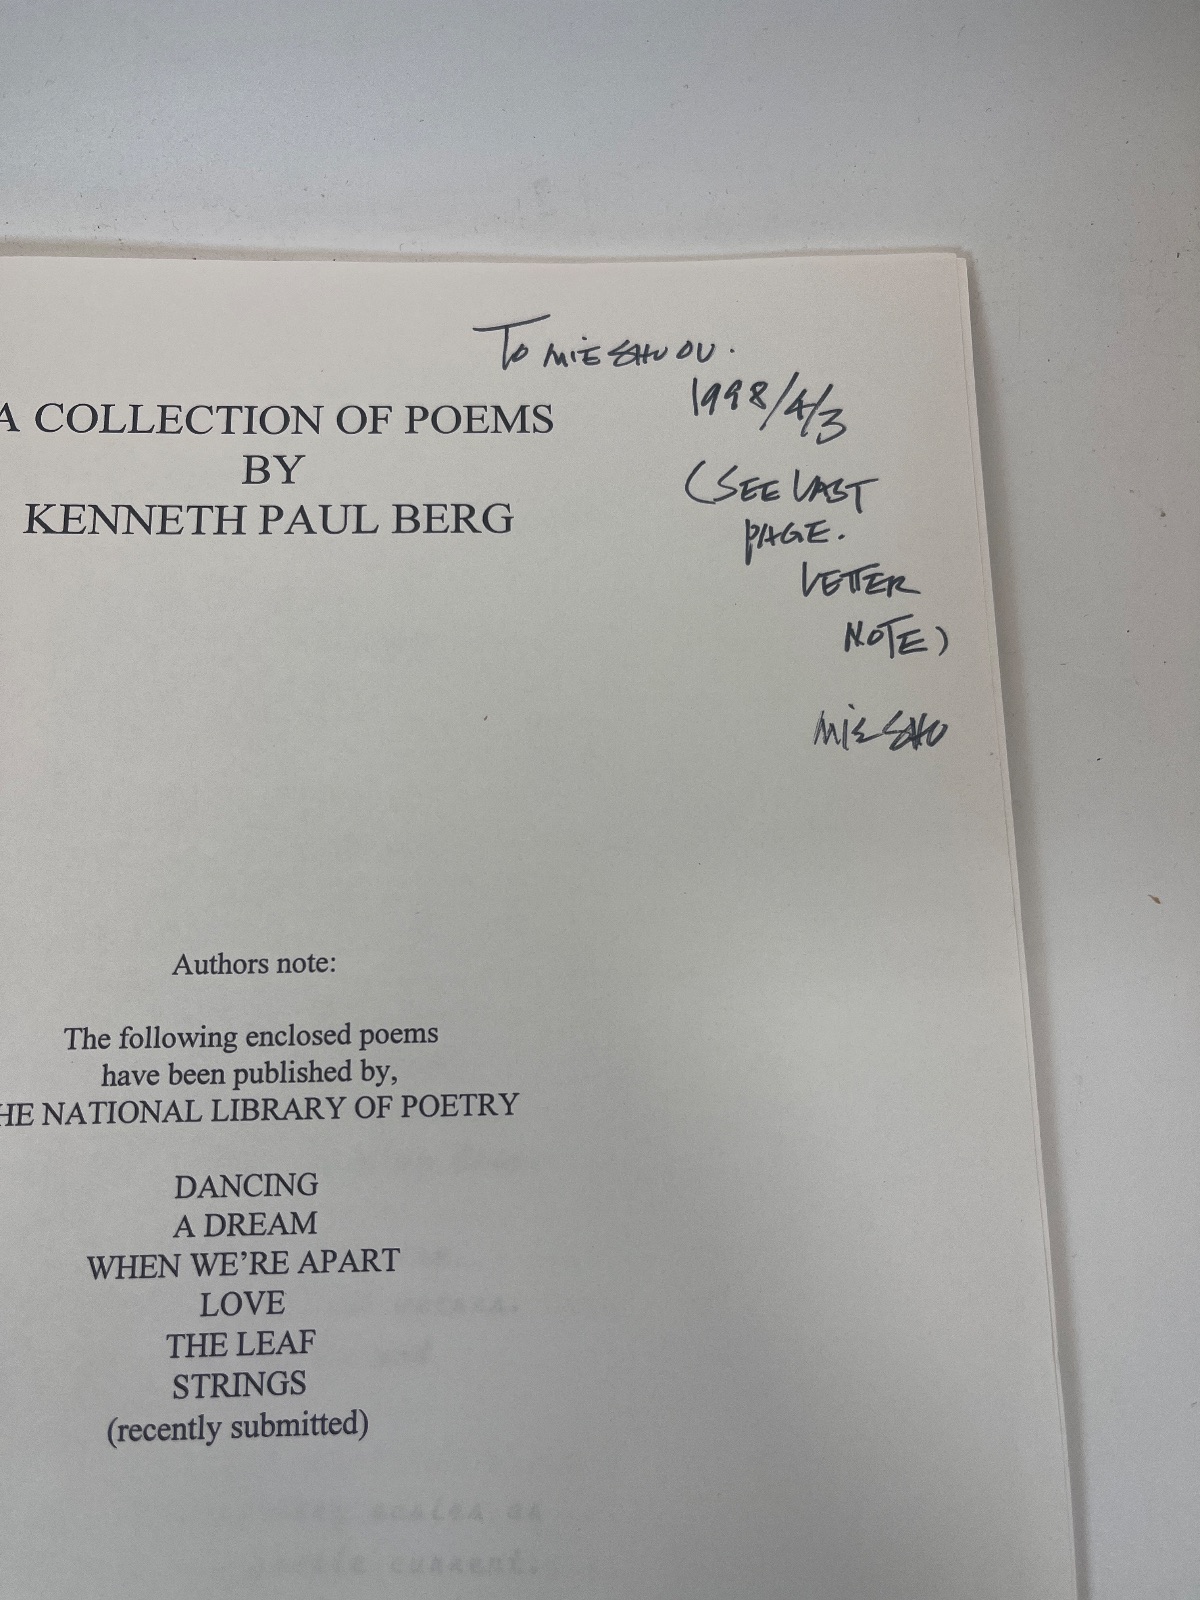 To MIE SHU OU.
1998/4/3
(SEE LAST
PAGE.
LETTER
NOTE)
MIE SHU
A COLLECTION OF POEMS
BY
KENNETH PAUL BERG
Authors note:
The following enclosed poems
have been published by,
HE NATIONAL LIBRARY OF POETRY
DANCING
A DREAM
WHEN WE'RE APART
LOVE
THE LEAF
STRINGS
(recently submitted)